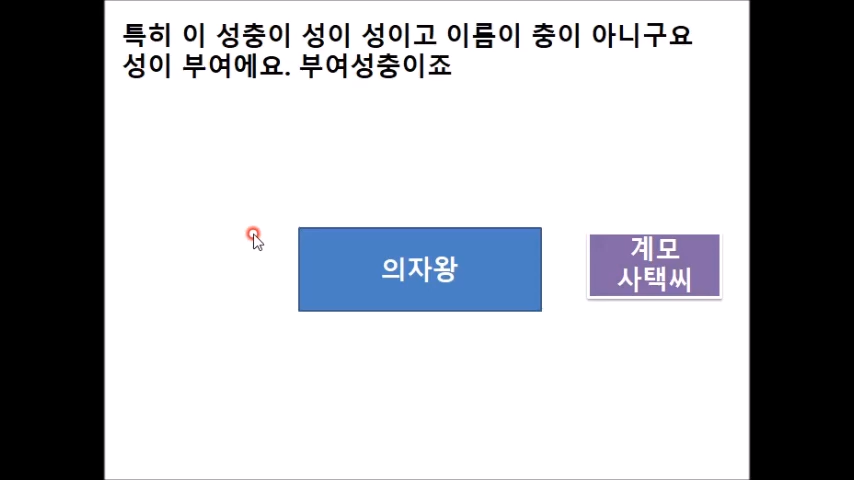 특히 이 성충이 성이 성이고 이름이 충이 아니구요
성이 부여에요. 부여성충이죠
의자왕
계모
사택씨